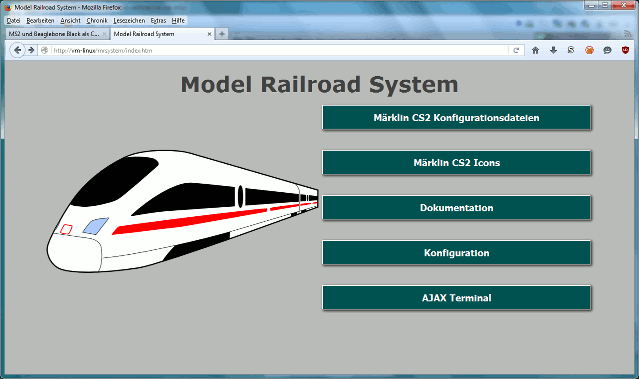 Model Railroad System - Mozilla Firefox
Datei Bearbeiten Ansicht Chronik Lesezeichen Extras Hilfe
MS2 und Beaglebone Black als C... × Model Railroad System × +
http://vm-linux/mrsystem/index.htm
Model Railroad System
Märklin CS2 Konfigurationsdateien
Märklin CS2 Icons
Dokumentation
Konfiguration
AJAX Terminal